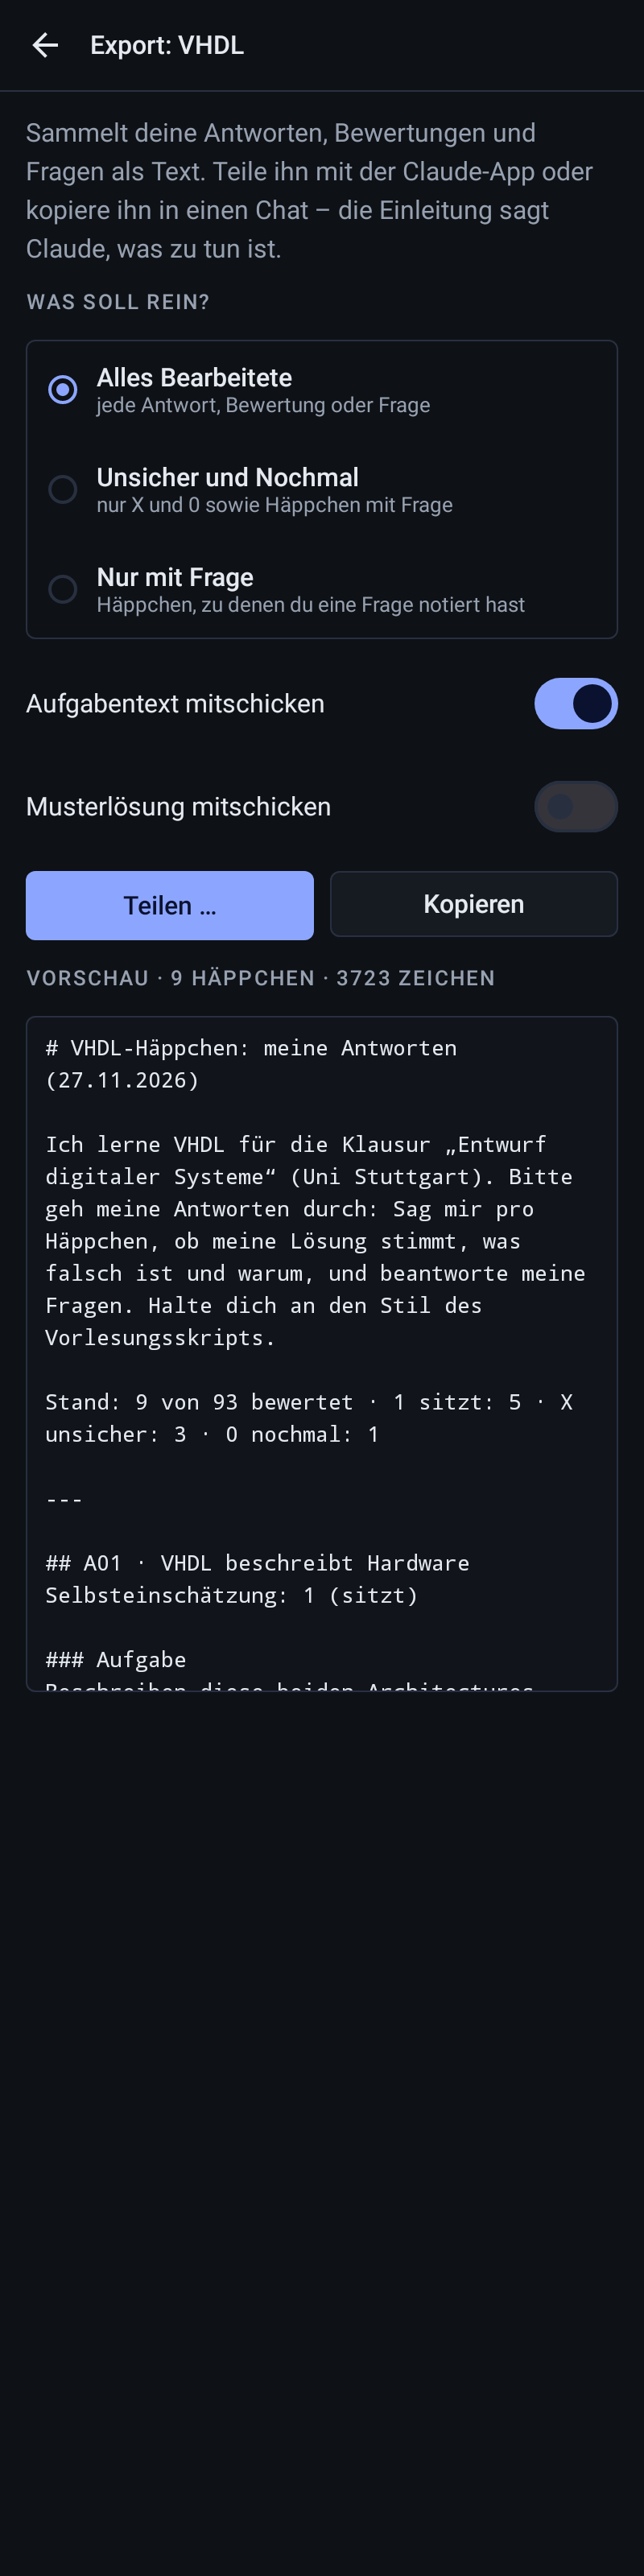 Export: VHDL
Sammelt deine Antworten, Bewertungen und
Fragen als Text. Teile ihn mit der Claude-App oder
kopiere ihn in einen Chat – die Einleitung sagt
Claude, was zu tun ist.
WAS SOLL REIN?
Alles Bearbeitete
jede Antwort, Bewertung oder Frage
Unsicher und Nochmal
nur X und 0 sowie Häppchen mit Frage
Nur mit Frage
Häppchen, zu denen du eine Frage notiert hast
Aufgabentext mitschicken
Musterlösung mitschicken
Teilen …
Kopieren
VORSCHAU · 9 HÄPPCHEN · 3723 ZEICHEN
# VHDL-Häppchen: meine Antworten
(27.11.2026)
Ich lerne VHDL für die Klausur „Entwurf
digitaler Systeme“ (Uni Stuttgart). Bitte
geh meine Antworten durch: Sag mir pro
Häppchen, ob meine Lösung stimmt, was
falsch ist und warum, und beantworte meine
Fragen. Halte dich an den Stil des
Vorlesungsskripts.
Stand: 9 von 93 bewertet · 1 sitzt: 5 · X
unsicher: 3 · 0 nochmal: 1
---
## A01 · VHDL beschreibt Hardware
Selbsteinschätzung: 1 (sitzt)
### Aufgabe
Beschreiben diese beiden Architectures